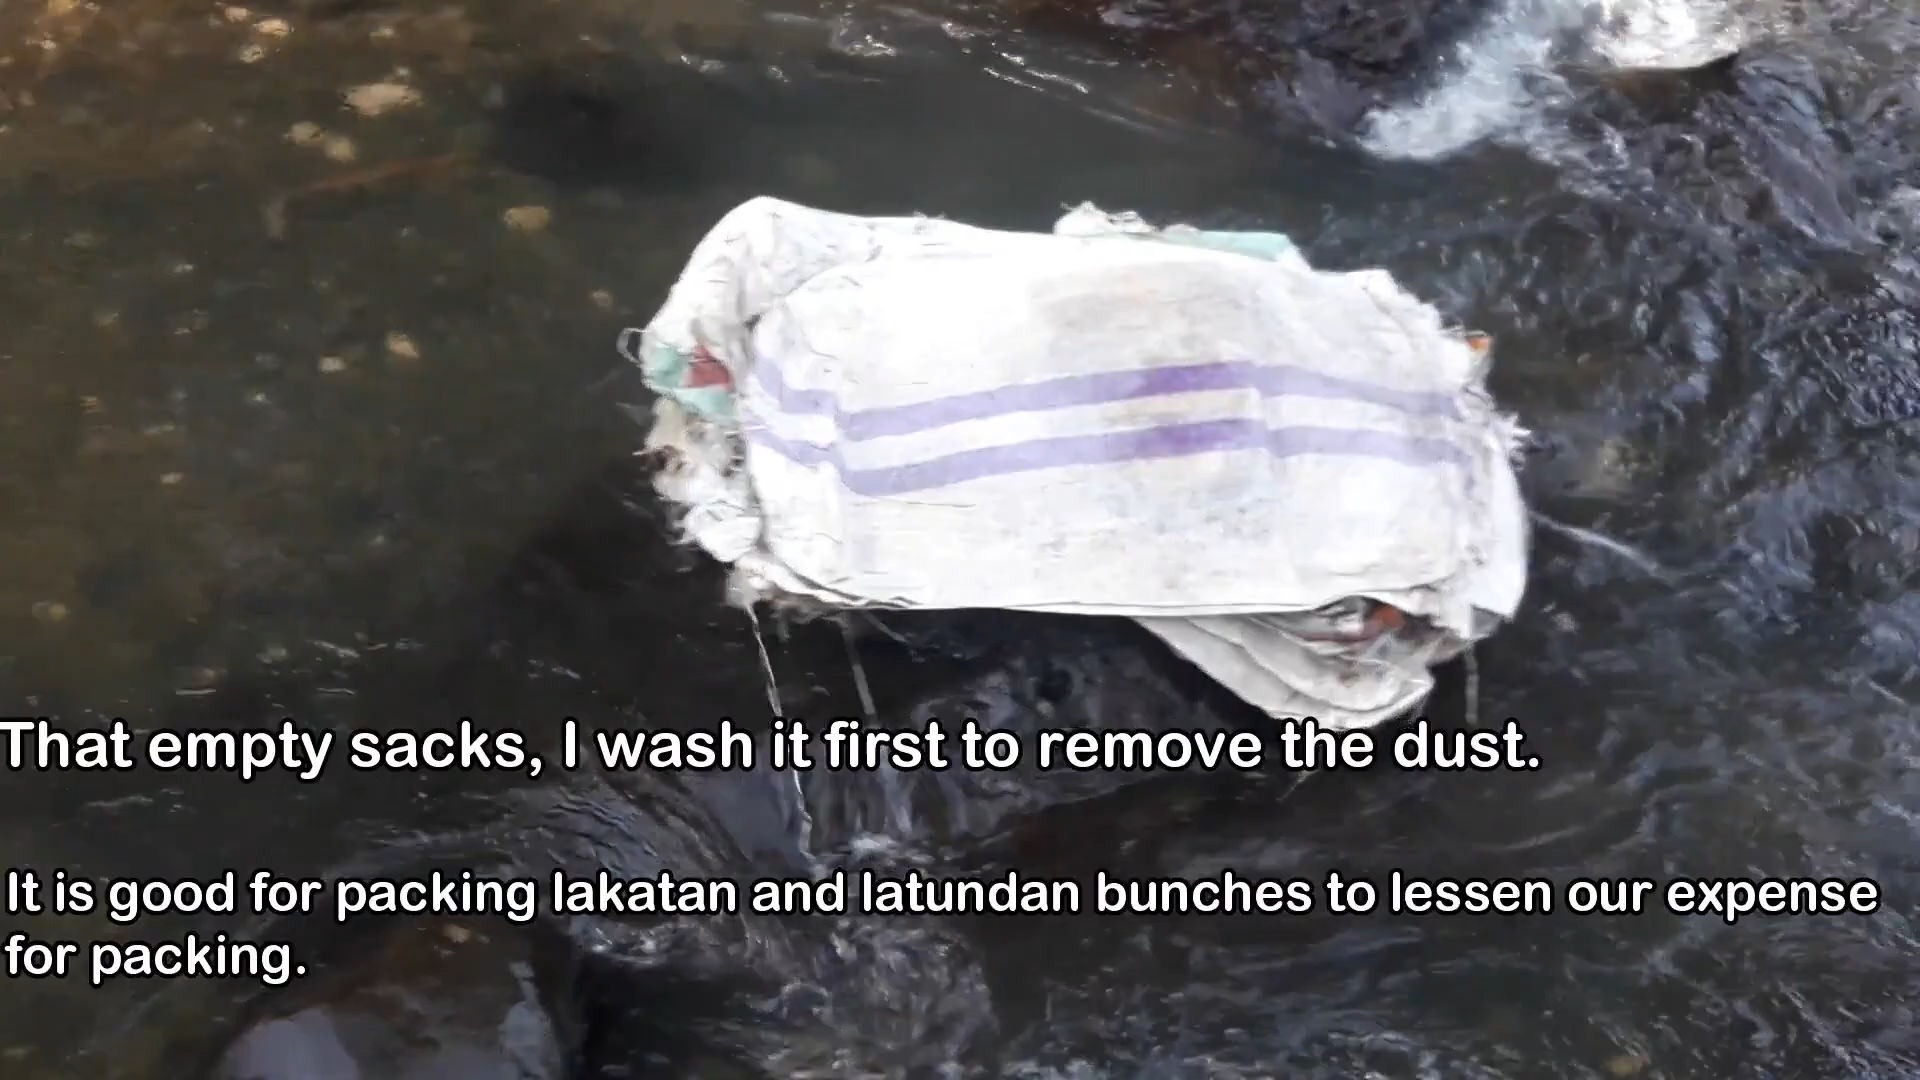 That empty sacks, I wash it first to remove the dust.
It is good for packing lakatan and latundan bunches to lessen our expense
for packing.